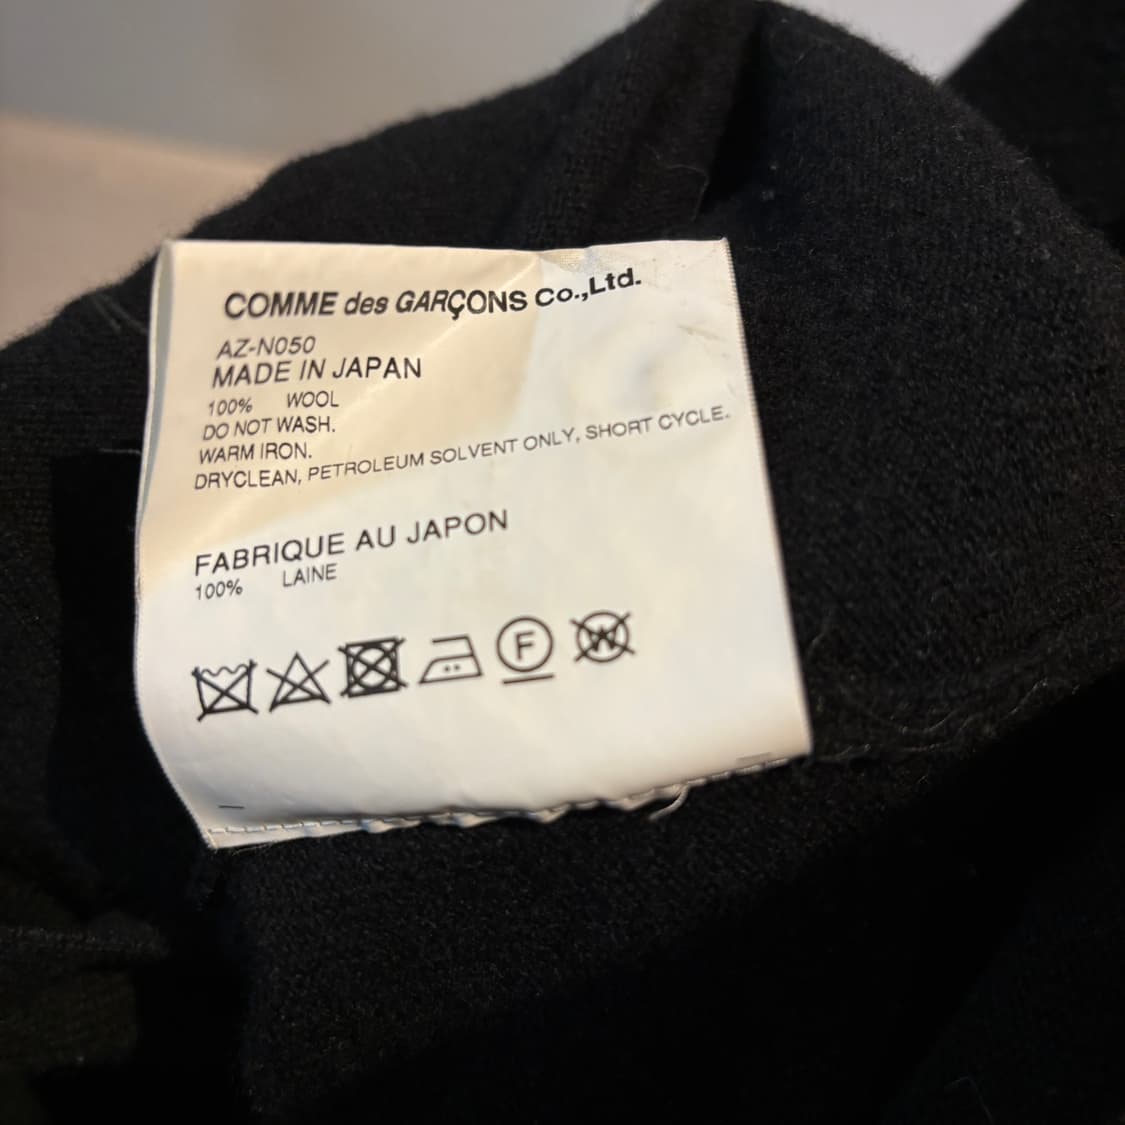 COMME des GARÇONS Co.,Ltd.
AZ-N050
MADE IN JAPAN
100% WOOL
DO NOT WASH.
WARM IRON.
DRYCLEAN, PETROLEUM SOLVENT ONLY, SHORT CYCLE.
FABRIQUE AU JAPON
100% LAINE
F W